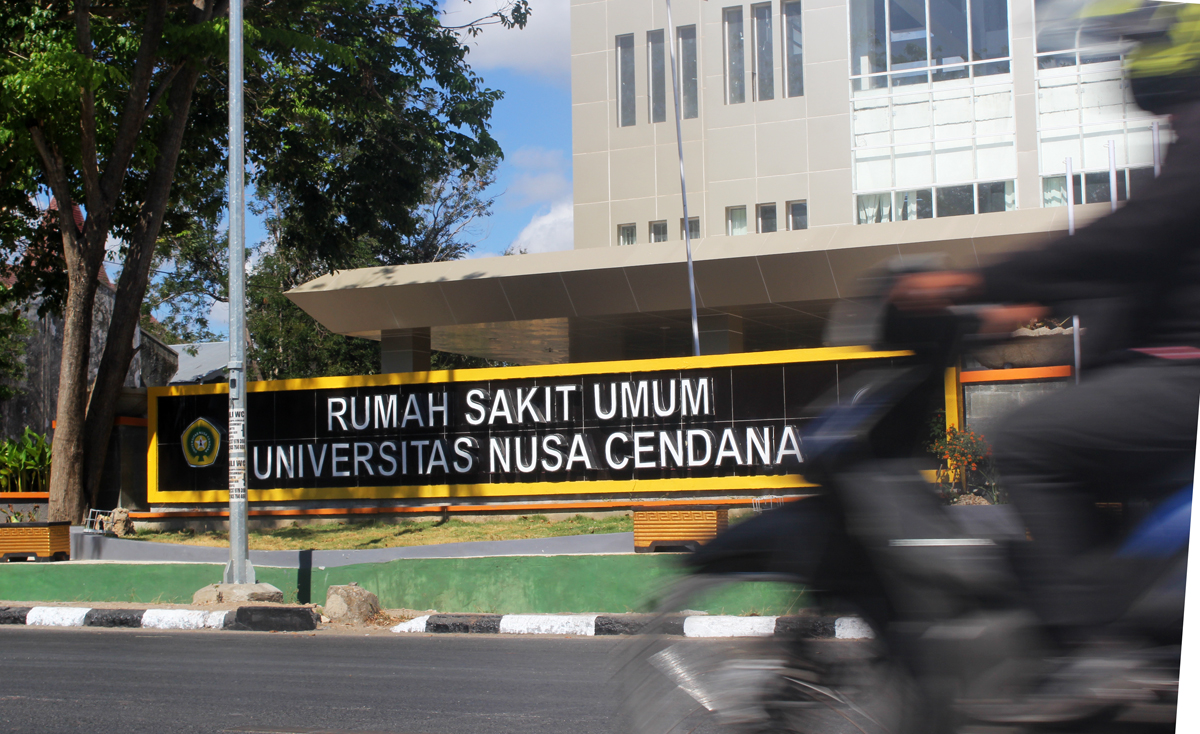 RUMAH SAKIT UMUM
UNIVERSITAS NUSA CENDANA